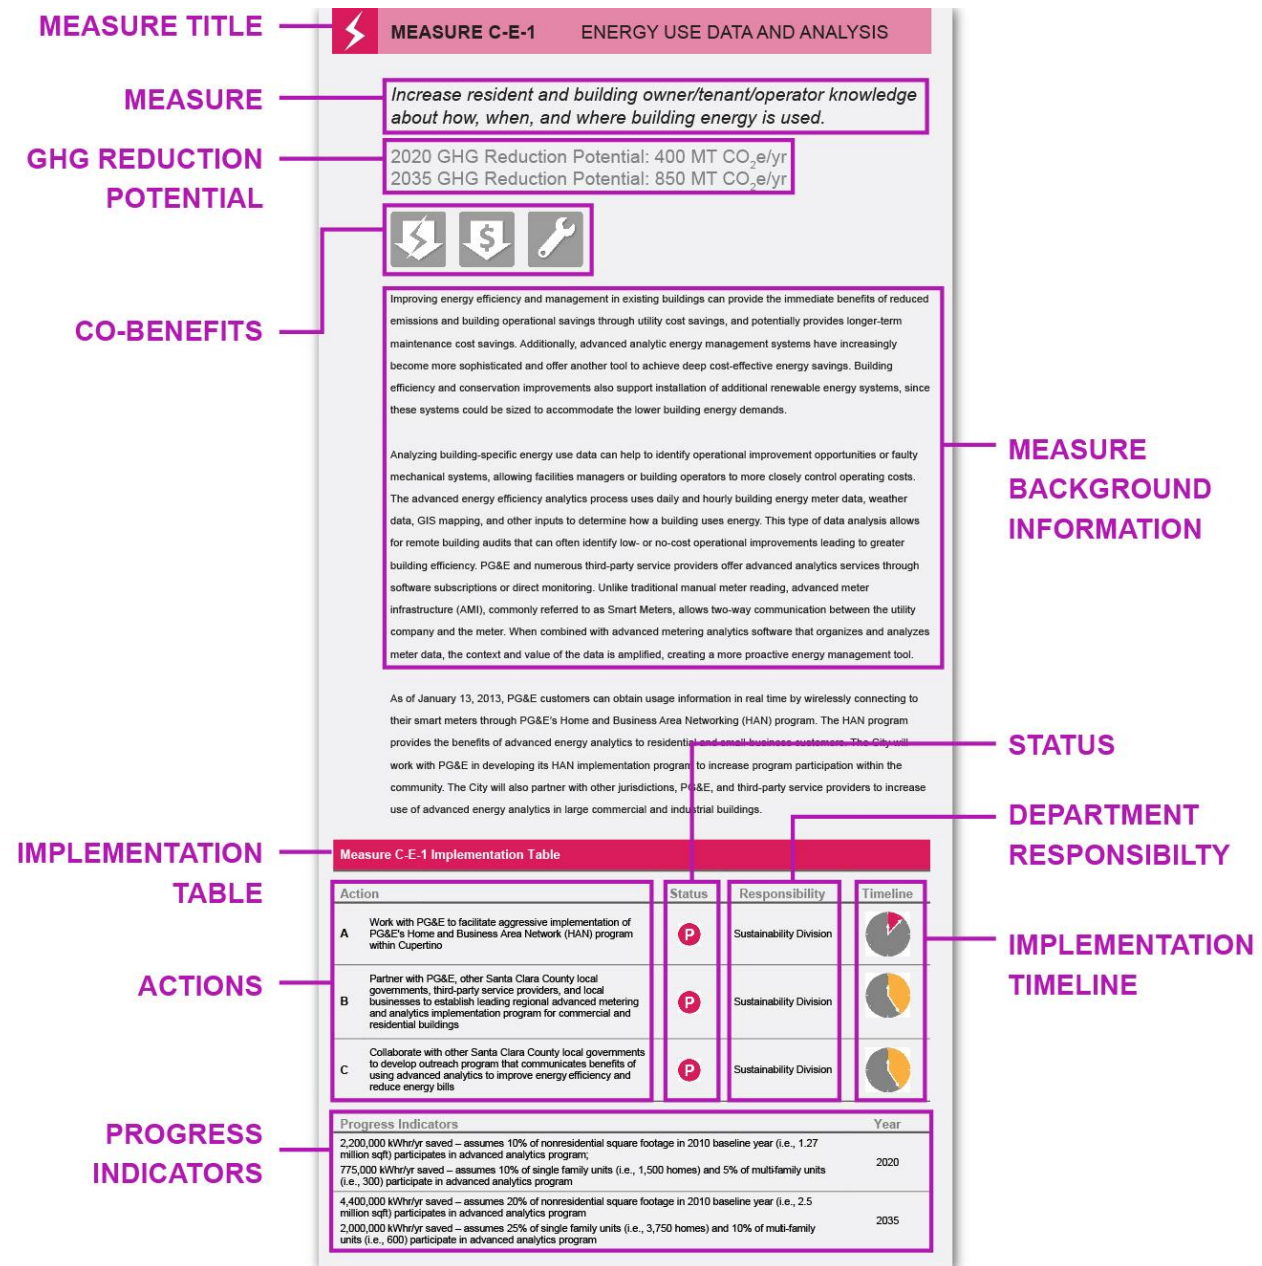 MEASURE TITLE
MEASURE C-E-1 ENERGY USE DATA AND ANALYSIS
MEASURE
Increase resident and building owner/tenant/operator knowledge
about how, when, and where building energy is used.
GHG REDUCTION
POTENTIAL
2020 GHG Reduction Potential: 400 MT CO2e/yr
2035 GHG Reduction Potential: 850 MT CO2e/yr
CO-BENEFITS
$
Improving energy efficiency and management in existing buildings can provide the immediate benefits of reduced
emissions and building operational savings through utility cost savings, and potentially provides longer-term
maintenance cost savings. Additionally, advanced analytic energy management systems have increasingly
become more sophisticated and offer another tool to achieve deep cost-effective energy savings. Building
efficiency and conservation improvements also support installation of additional renewable energy systems, since
these systems could be sized to accommodate the lower building energy demands.
Analyzing building-specific energy use data can help to identify operational improvement opportunities or faulty
mechanical systems, allowing facilities managers or building operators to more closely control operating costs.
The advanced energy efficiency analytics process uses daily and hourly building energy meter data, weather
data, GIS mapping, and other inputs to determine how a building uses energy. This type of data analysis allows
for remote building audits that can often identify low- or no-cost operational improvements leading to greater
building efficiency. PG&E and numerous third-party service providers offer advanced analytics services through
software subscriptions or direct monitoring. Unlike traditional manual meter reading, advanced meter
infrastructure (AMI), commonly referred to as Smart Meters, allows two-way communication between the utility
company and the meter. When combined with advanced metering analytics software that organizes and analyzes
meter data, the context and value of the data is amplified, creating a more proactive energy management tool.
MEASURE
BACKGROUND
INFORMATION
As of January 13, 2013, PG&E customers can obtain usage information in real time by wirelessly connecting to
their smart meters through PG&E's Home and Business Area Networking (HAN) program. The HAN program
provides the benefits of advanced energy analytics to residential and small business customers. The City will
work with PG&E in developing its HAN implementation program to increase program participation within the
community. The City will also partner with other jurisdictions, PG&E, and third-party service providers to increase
use of advanced energy analytics in large commercial and industrial buildings.
STATUS
DEPARTMENT
RESPONSIBILTY
IMPLEMENTATION
TABLE
Measure C-E-1 Implementation Table
Action Status Responsibility Timeline
A
Work with PG&E to facilitate aggressive implementation of
PG&E's Home and Business Area Network (HAN) program
within Cupertino
P
Sustainability Division
IMPLEMENTATION
TIMELINE
ACTIONS
B
Partner with PG&E, other Santa Clara County local
governments, third-party service providers, and local
businesses to establish leading regional advanced metering
and analytics implementation program for commercial and
residential buildings
P
Sustainability Division
C
Collaborate with other Santa Clara County local governments
to develop outreach program that communicates benefits of
using advanced analytics to improve energy efficiency and
reduce energy bills
P
Sustainability Division
PROGRESS
INDICATORS
Progress Indicators Year
2,200,000 kWhr/yr saved – assumes 10% of nonresidential square footage in 2010 baseline year (i.e., 1.27
million sqft) participates in advanced analytics program;
775,000 kWhr/yr saved – assumes 10% of single family units (i.e., 1,500 homes) and 5% of multifamily units
(i.e., 300) participate in advanced analytics program
2020
4,400,000 kWhr/yr saved – assumes 20% of nonresidential square footage in 2010 baseline year (i.e., 2.5
million sqft) participates in advanced analytics program
2,000,000 kWhr/yr saved – assumes 25% of single family units (i.e., 3,750 homes) and 10% of muti-family
units (i.e., 600) participate in advanced analytics program
2035